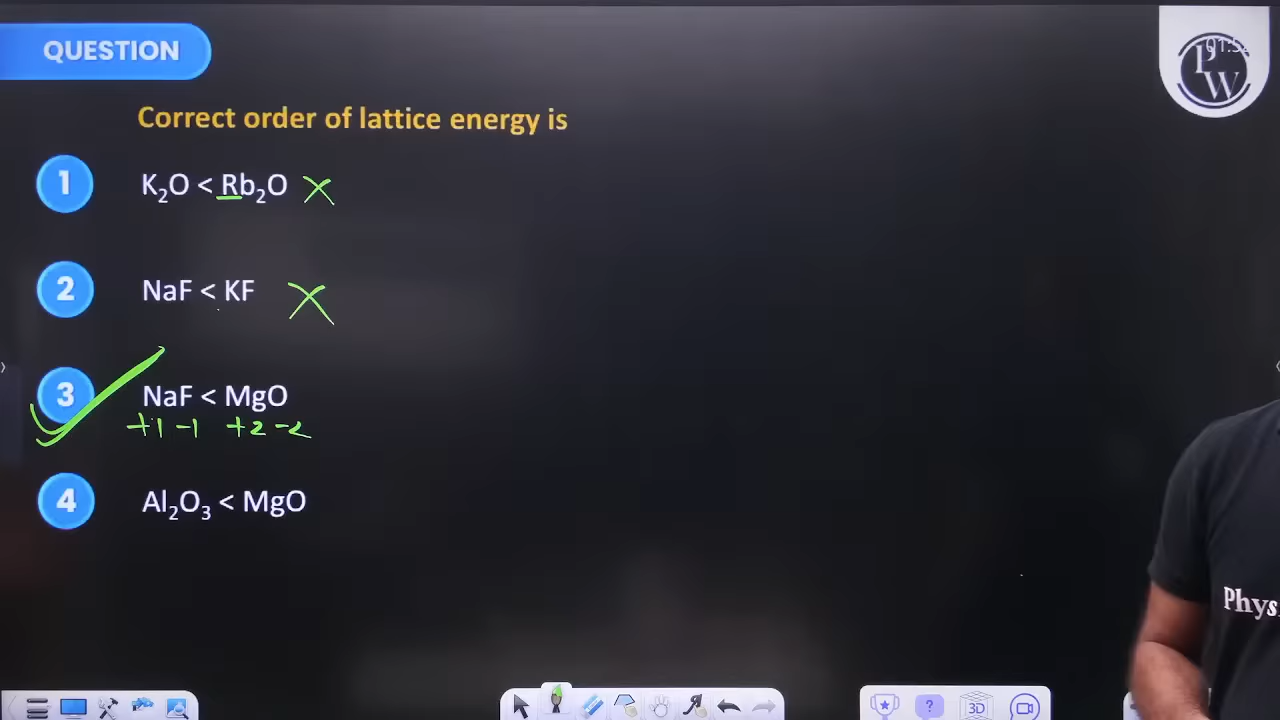 QUESTION
Correct order of lattice energy is
1
K₂O < Rb₂O
2
NaF < KF
3
NaF < MgO
+1 -1 +2 -2
4
Al₂O₃ < MgO
PW
Phys
3D
?